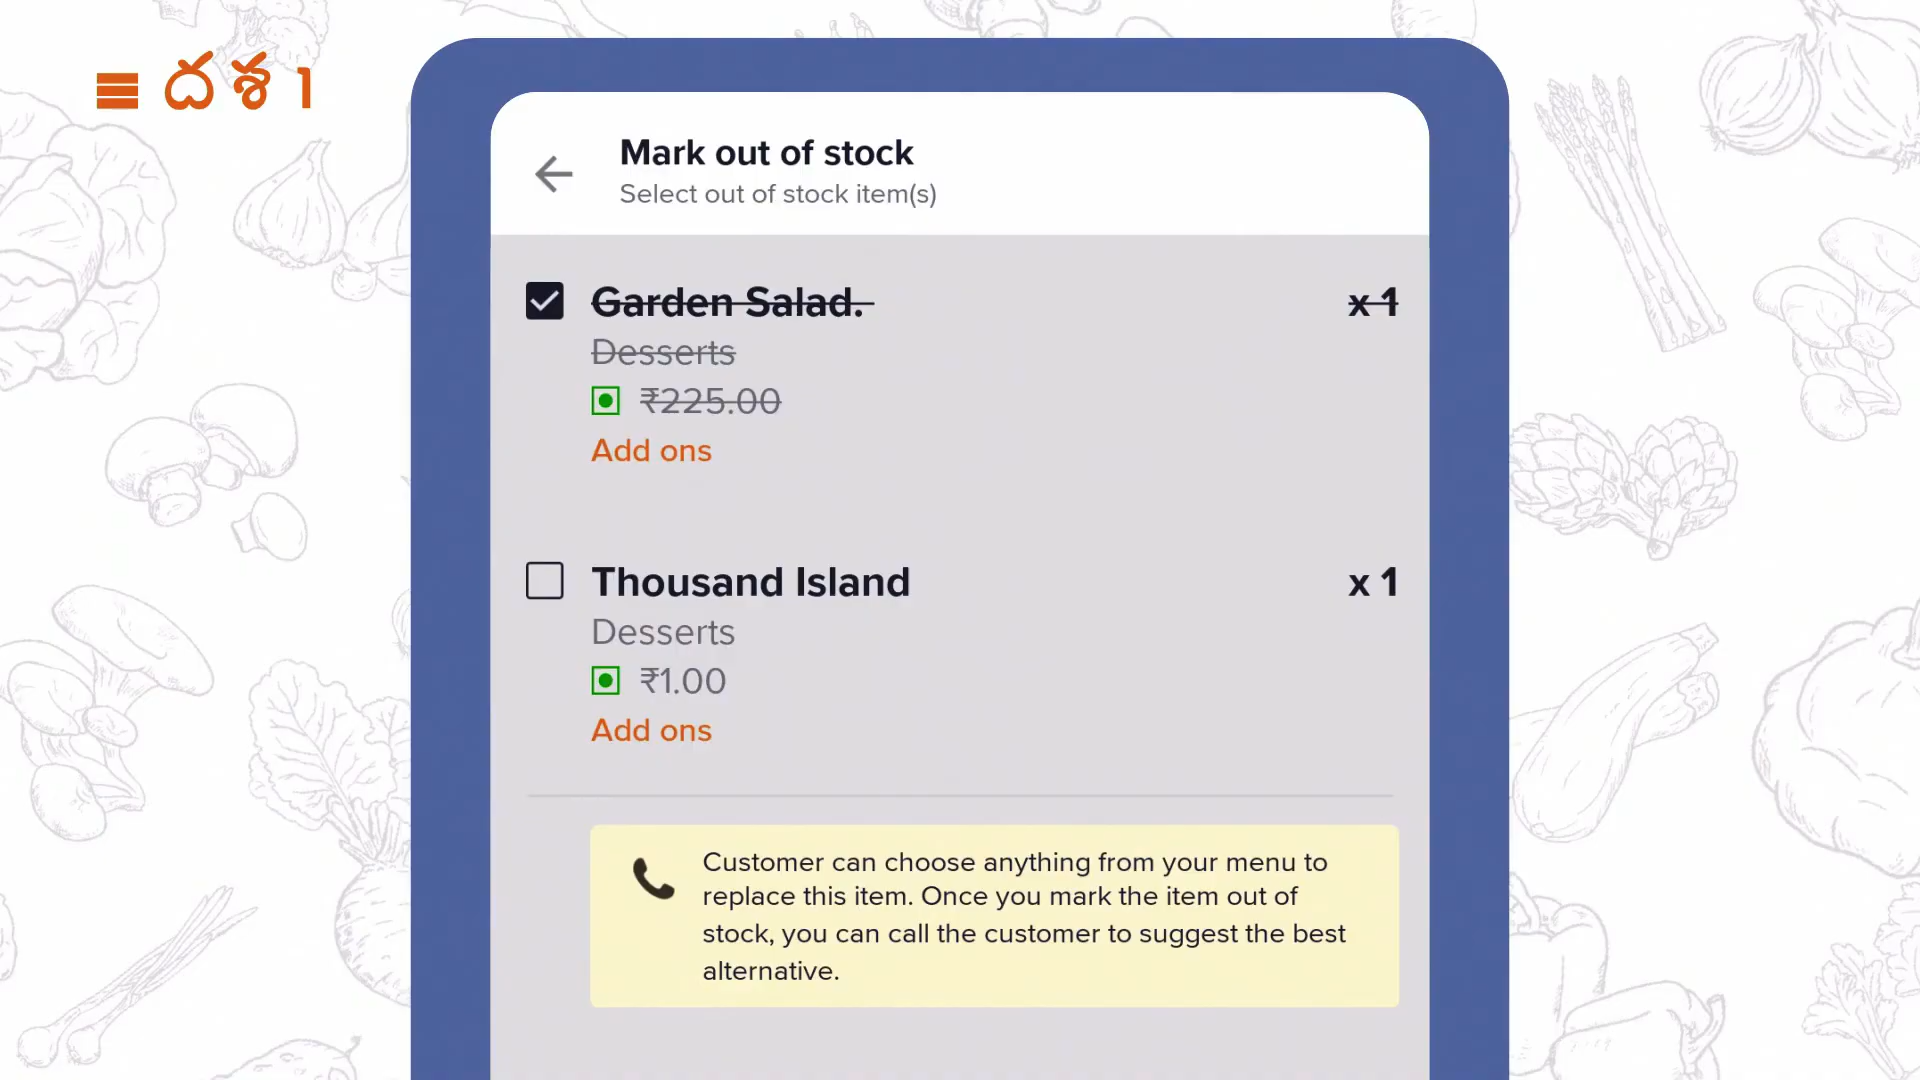 దశ 1
Mark out of stock
Select out of stock item(s)
Garden Salad. x 1
Desserts
₹225.00
Add ons
Thousand Island x 1
Desserts
₹1.00
Add ons
Customer can choose anything from your menu to
replace this item. Once you mark the item out of
stock, you can call the customer to suggest the best
alternative.